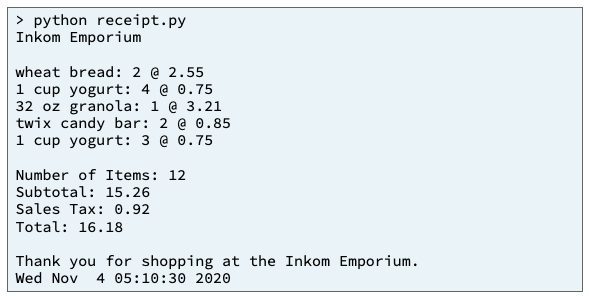 > python receipt.py
Inkom Emporium
wheat bread: 2 @ 2.55
1 cup yogurt: 4 @ 0.75
32 oz granola: 1 @ 3.21
twix candy bar: 2 @ 0.85
1 cup yogurt: 3 @ 0.75
Number of Items: 12
Subtotal: 15.26
Sales Tax: 0.92
Total: 16.18
Thank you for shopping at the Inkom Emporium.
Wed Nov  4 05:10:30 2020